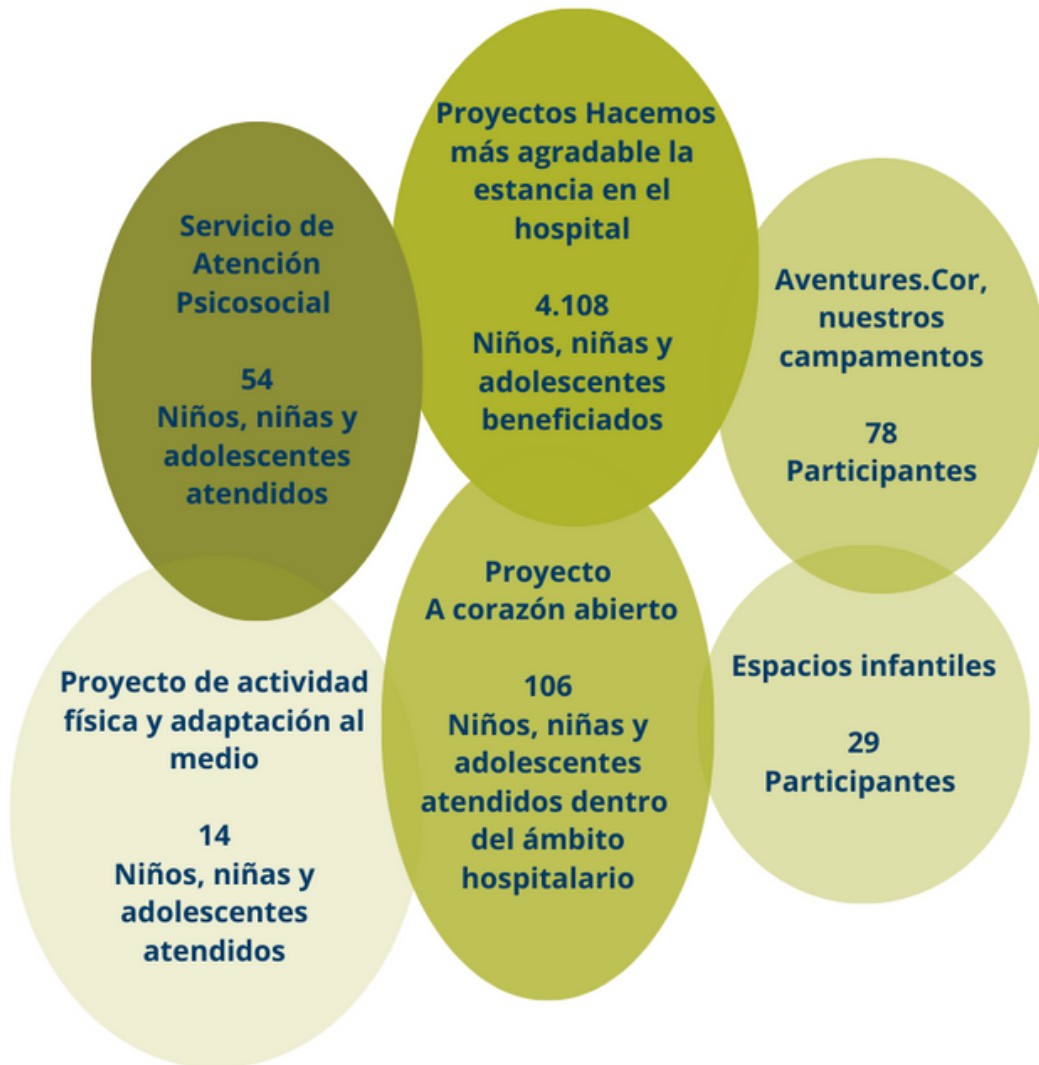 Servicio de
Atención
Psicosocial
54
Niños, niñas y
adolescentes
atendidos
Proyectos Hacemos
más agradable la
estancia en el
hospital
4.108
Niños, niñas y
adolescentes
beneficiados
Aventures.Cor,
nuestros
campamentos
78
Participantes
Proyecto de actividad
física y adaptación al
medio
14
Niños, niñas y
adolescentes
atendidos
Proyecto
A corazón abierto
106
Niños, niñas y
adolescentes
atendidos dentro
del ámbito
hospitalario
Espacios infantiles
29
Participantes